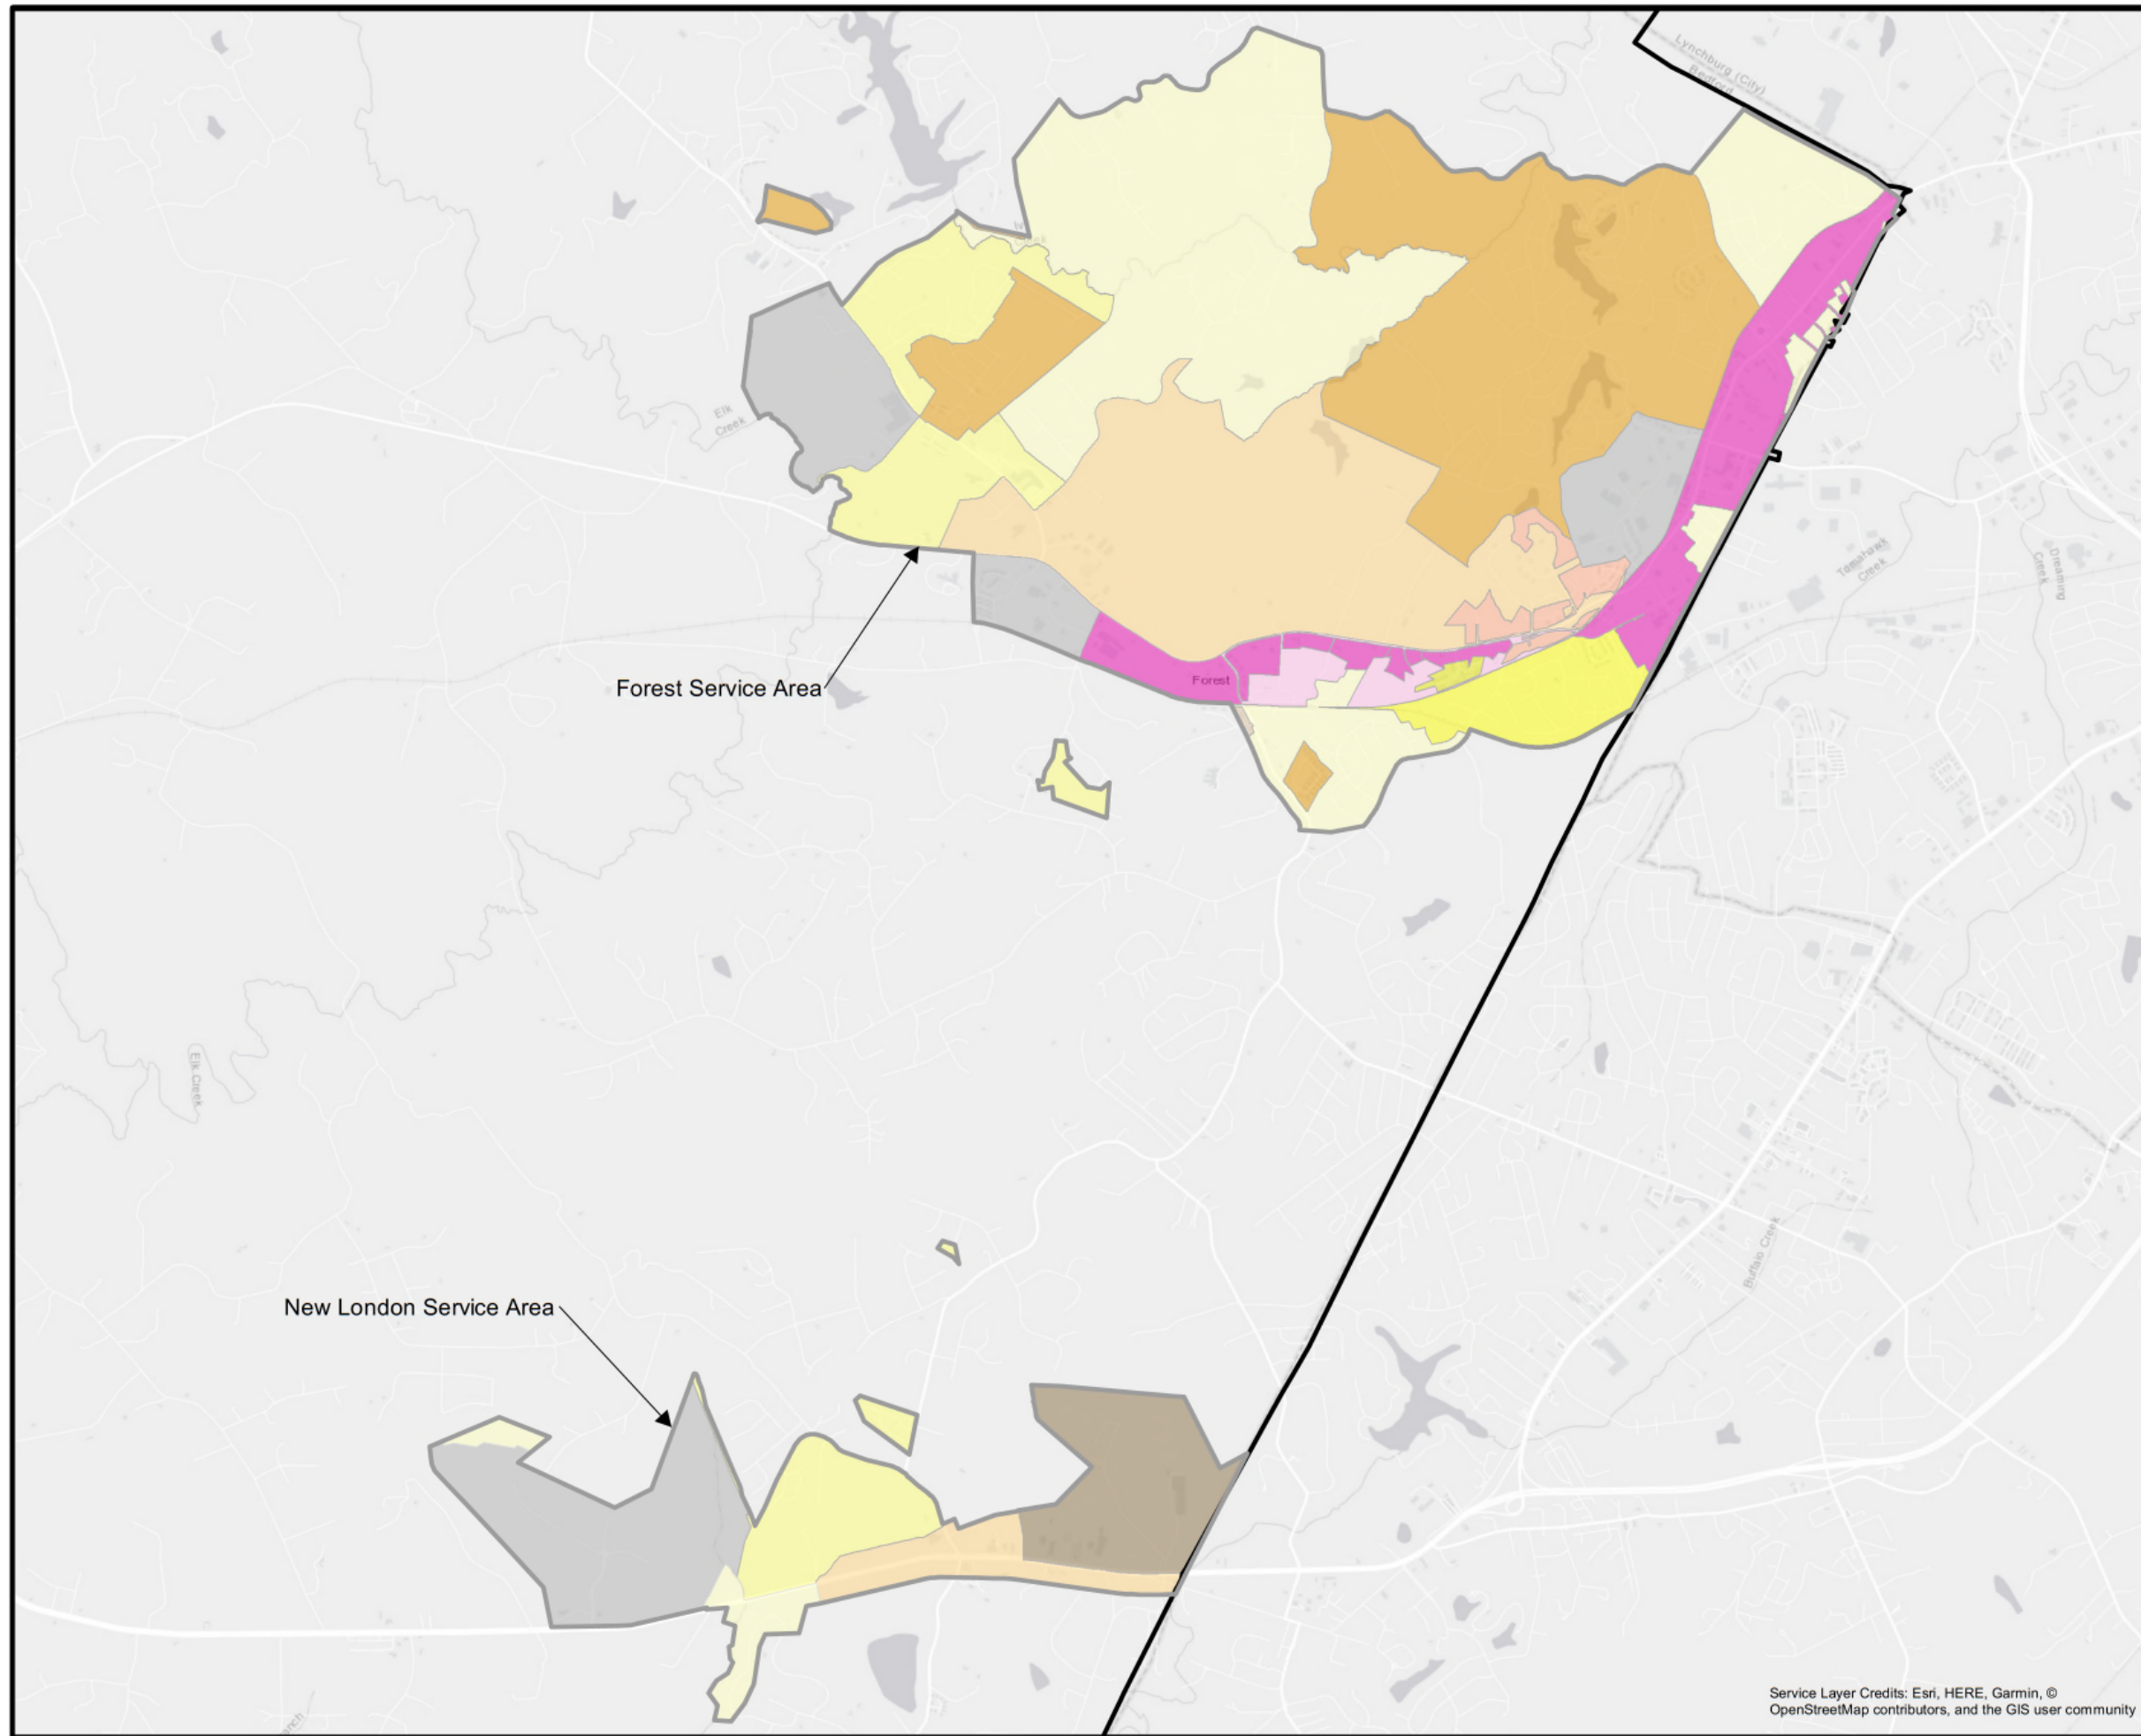 Lynchburg (City)
Bedford
Creek
Elk
Creek
Tomahawk
Creek
Dreaming
Creek
Forest Service Area
Forest
Elk Creek
Buffalo Creek
New London Service Area
Service Layer Credits: Esri, HERE, Garmin, ©
OpenStreetMap contributors, and the GIS user community